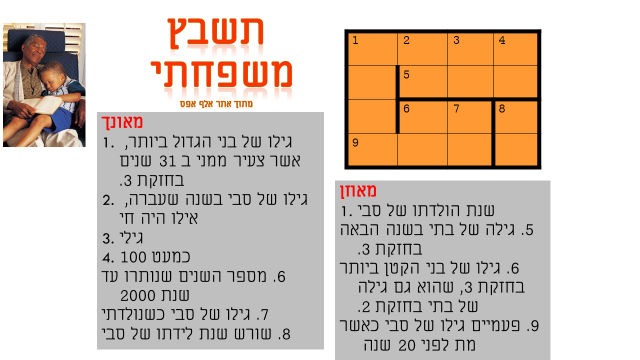 תשבץ
משפחתי
מתוך אתר אלף אפס
1 2 3 4
5
6 7 8
9
מאונך
1. גילו של בני הגדול ביותר,
אשר צעיר ממני ב 31 שנים
בחזקת 3.
2. גילו של סבי בשנה שעברה,
אילו היה חי
3. גילי
4. כמעט 100
6. מספר השנים שנותרו עד
שנת 2000
7. גילו של סבי כשנולדתי
8. שורש שנת לידתו של סבי
מאוזן
1. שנת הולדתו של סבי
5. גילה של בתי בשנה הבאה
בחזקת 3.
6. גילו של בני הקטן ביותר
בחזקת 3, שהוא גם גילה
של בתי בחזקת 2.
9. פעמיים גילו של סבי כאשר
מת לפני 20 שנה